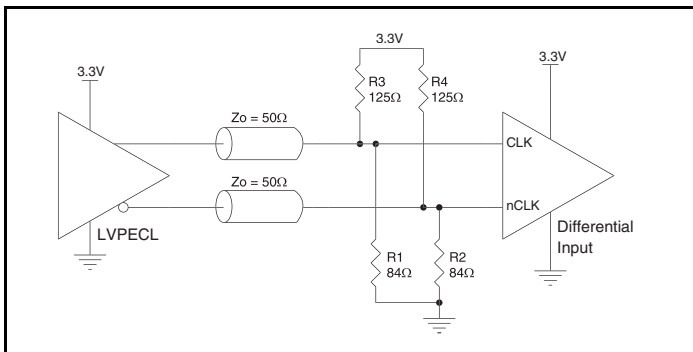 3.3V
3.3V
3.3V
R3
125Ω
R4
125Ω
Zo = 50Ω
CLK
Zo = 50Ω
nCLK
LVPECL
Differential
Input
R1
84Ω
R2
84Ω